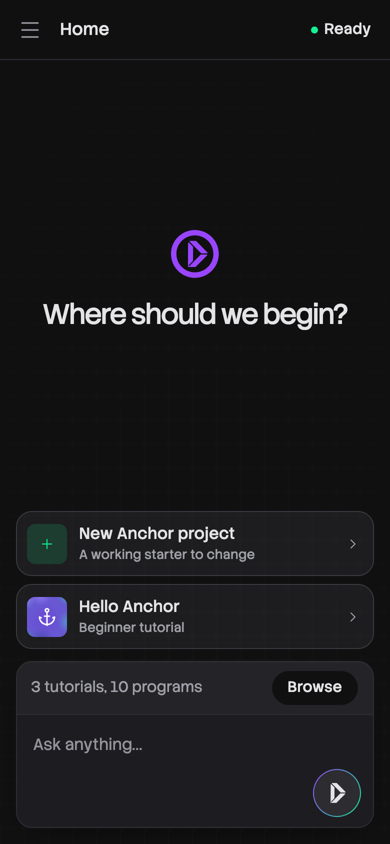 Home
Ready
Where should we begin?
New Anchor project
A working starter to change
Hello Anchor
Beginner tutorial
3 tutorials, 10 programs
Browse
Ask anything...